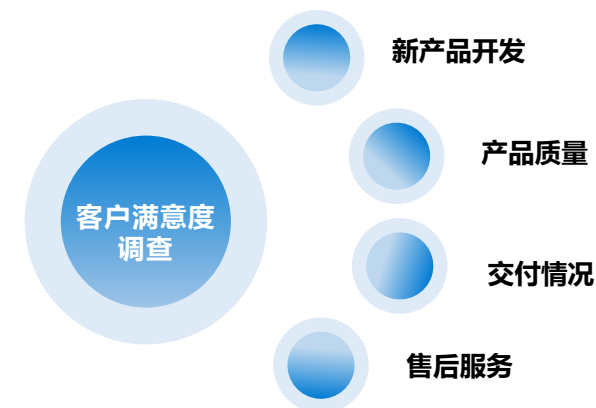 新产品开发
产品质量
客户满意度
调查
交付情况
售后服务